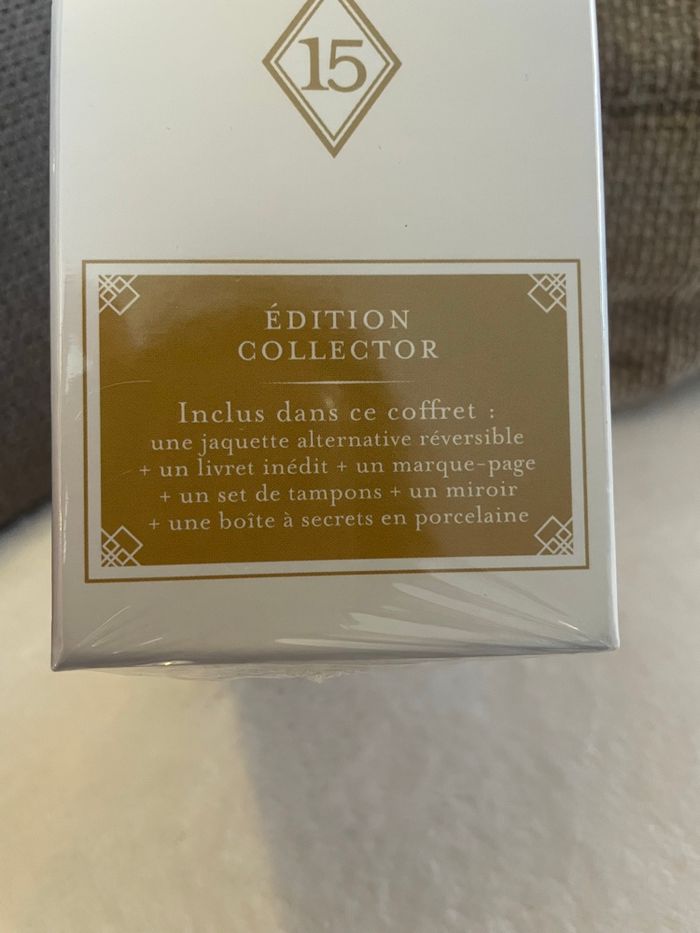 15
ÉDITION
COLLECTOR
Inclus dans ce coffret :
une jaquette alternative réversible
+ un livret inédit + un marque-page
+ un set de tampons + un miroir
+ une boîte à secrets en porcelaine